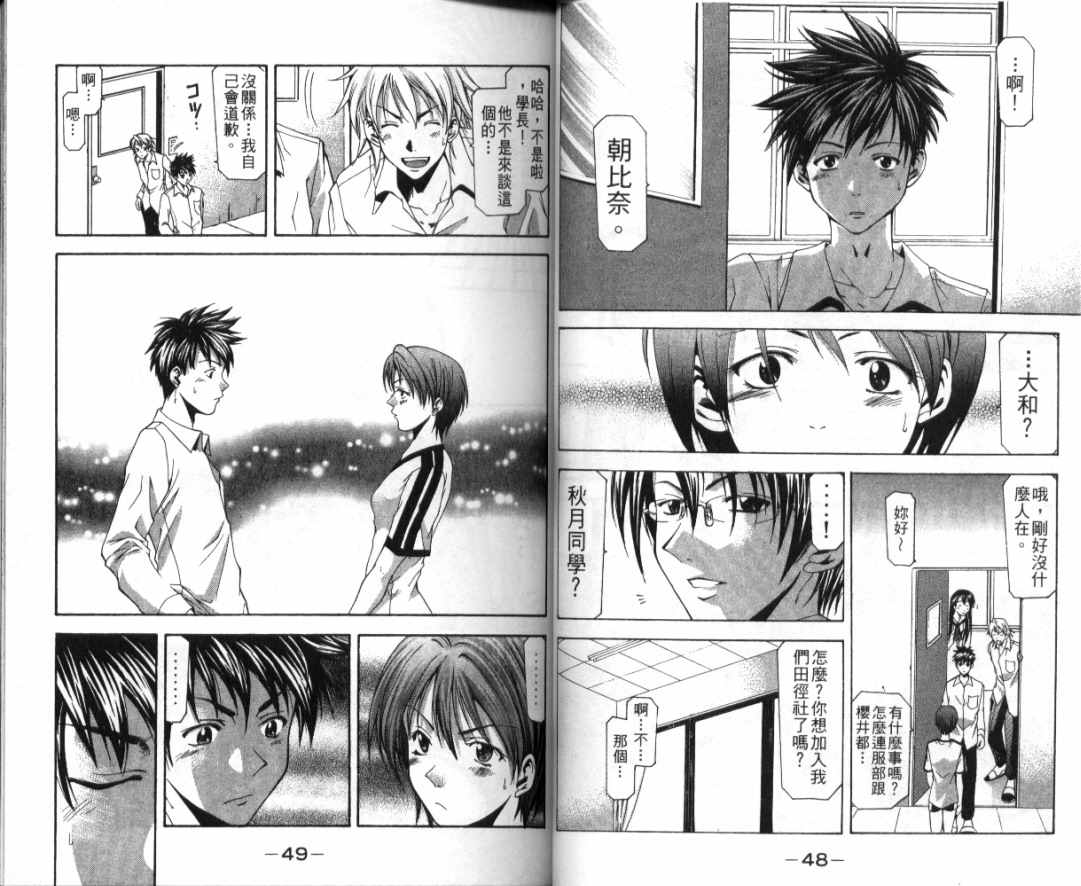 …啊！
朝比奈。
…大和？
哦，剛好沒什
麼人在。
妳好～
有什麼事嗎？
怎麼連服部跟
櫻井都…
……！
秋月同學？
怎麼？你想加入我
們田徑社了嗎？
啊…不…
那個…
－48－
哈哈，不是啦
，學長！
他不是來談這
個的…
沒關係…我自
己會道歉。
コツ…
啊…
嗯…
………
………
－49－